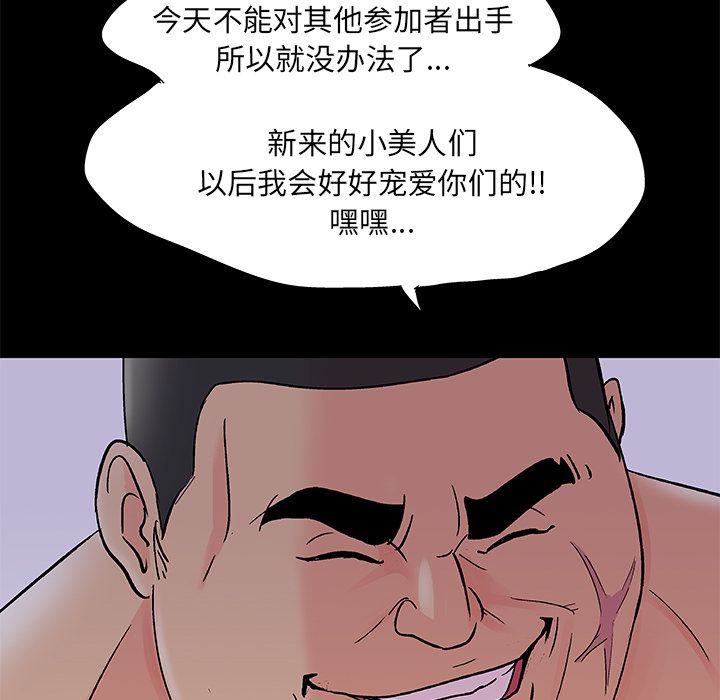 今天不能对其他参加者出手
所以就没办法了...
新来的小美人们
以后我会好好宠爱你们的!!
嘿嘿...